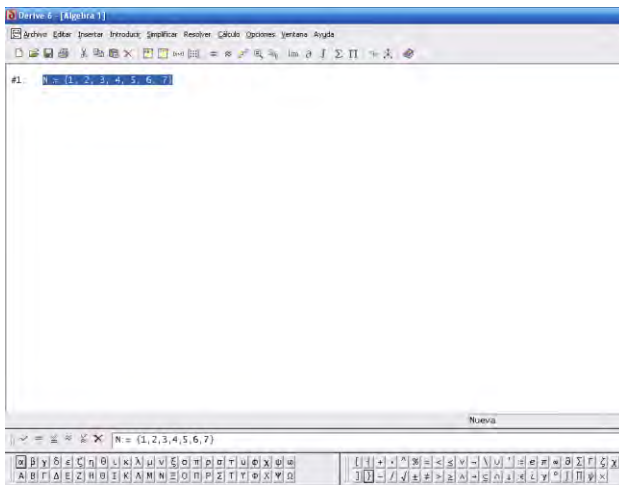 Derive 6 - [Algebra 1]
Archivo Editar Insertar Introducir Simplificar Resolver Cálculo Opciones Ventana Ayuda
#1: N = {1, 2, 3, 4, 5, 6, 7}
Nueva
N = {1,2,3,4,5,6,7}
α β γ δ ε ζ η θ ι κ λ μ ν ξ ο π ρ σ τ υ φ χ ψ ω
Α Β Γ Δ Ε Ζ Η Θ Ι Κ Λ Μ Ν Ξ Ο Π Ρ Σ Τ Υ Φ Χ Ψ Ω